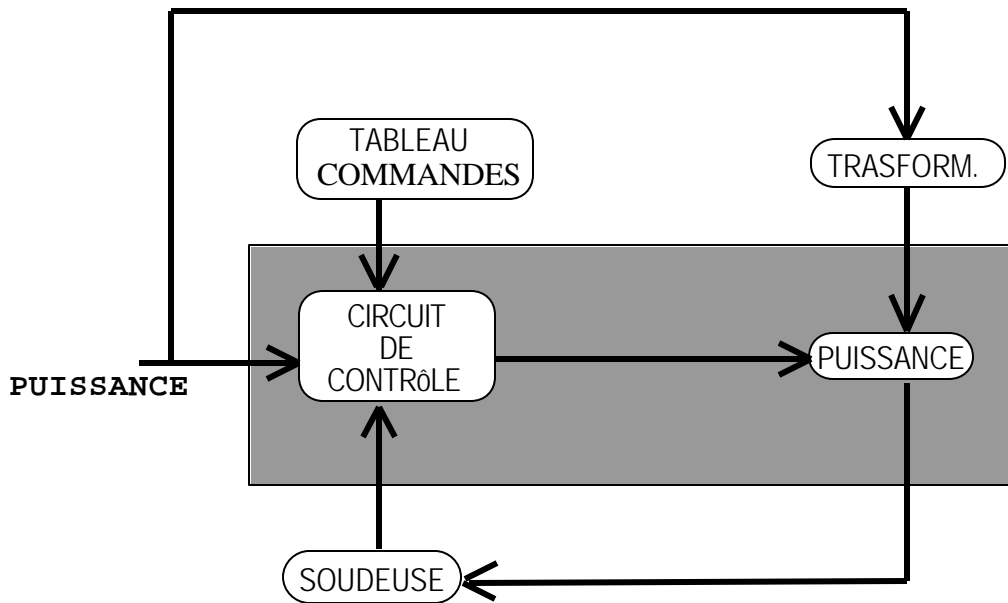 TABLEAU
COMMANDES
TRASFORM.
CIRCUIT
DE
CONTRôLE
PUISSANCE
PUISSANCE
SOUDEUSE